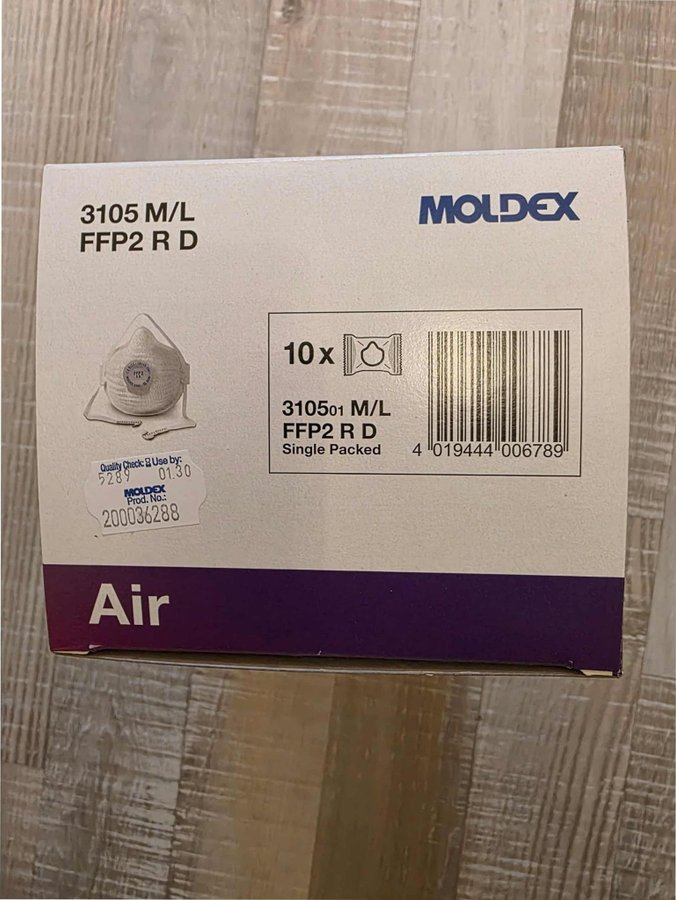 3105 M/L
FFP2 R D
MOLDEX
10 x
310501 M/L
FFP2 R D
Single Packed
4 019444 006789
Quality Check: Use by:
5289 01.30
MOLDEX
Prod. No.:
200036288
Air